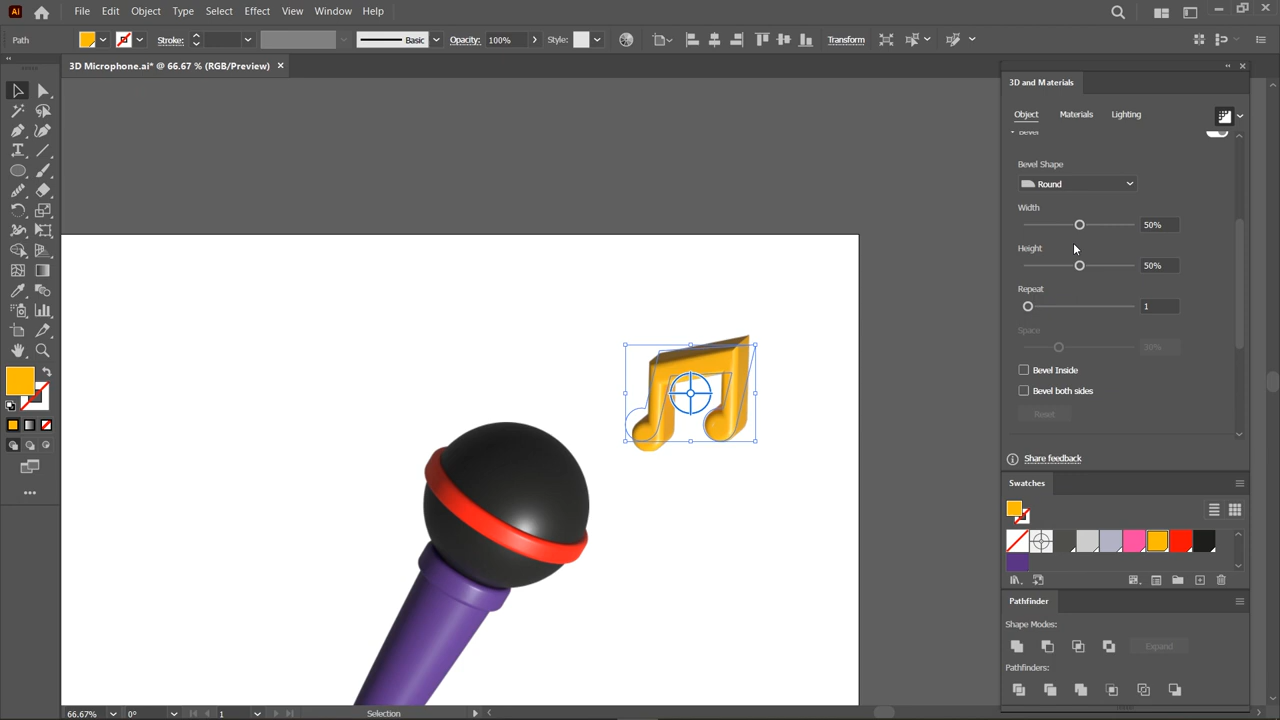 Ai File Edit Object Type Select Effect View Window Help
Path Stroke: Basic Opacity: 100% Style: Transform
3D Microphone.ai* @ 66.67 % (RGB/Preview) ×
3D and Materials
Object Materials Lighting
Bevel
Bevel Shape
Round
Width
50%
Height
50%
Repeat
1
Space
30%
Bevel Inside
Bevel both sides
Reset
Share feedback
Swatches
Pathfinder
Shape Modes:
Expand
Pathfinders:
66.67% 0° 1 Selection